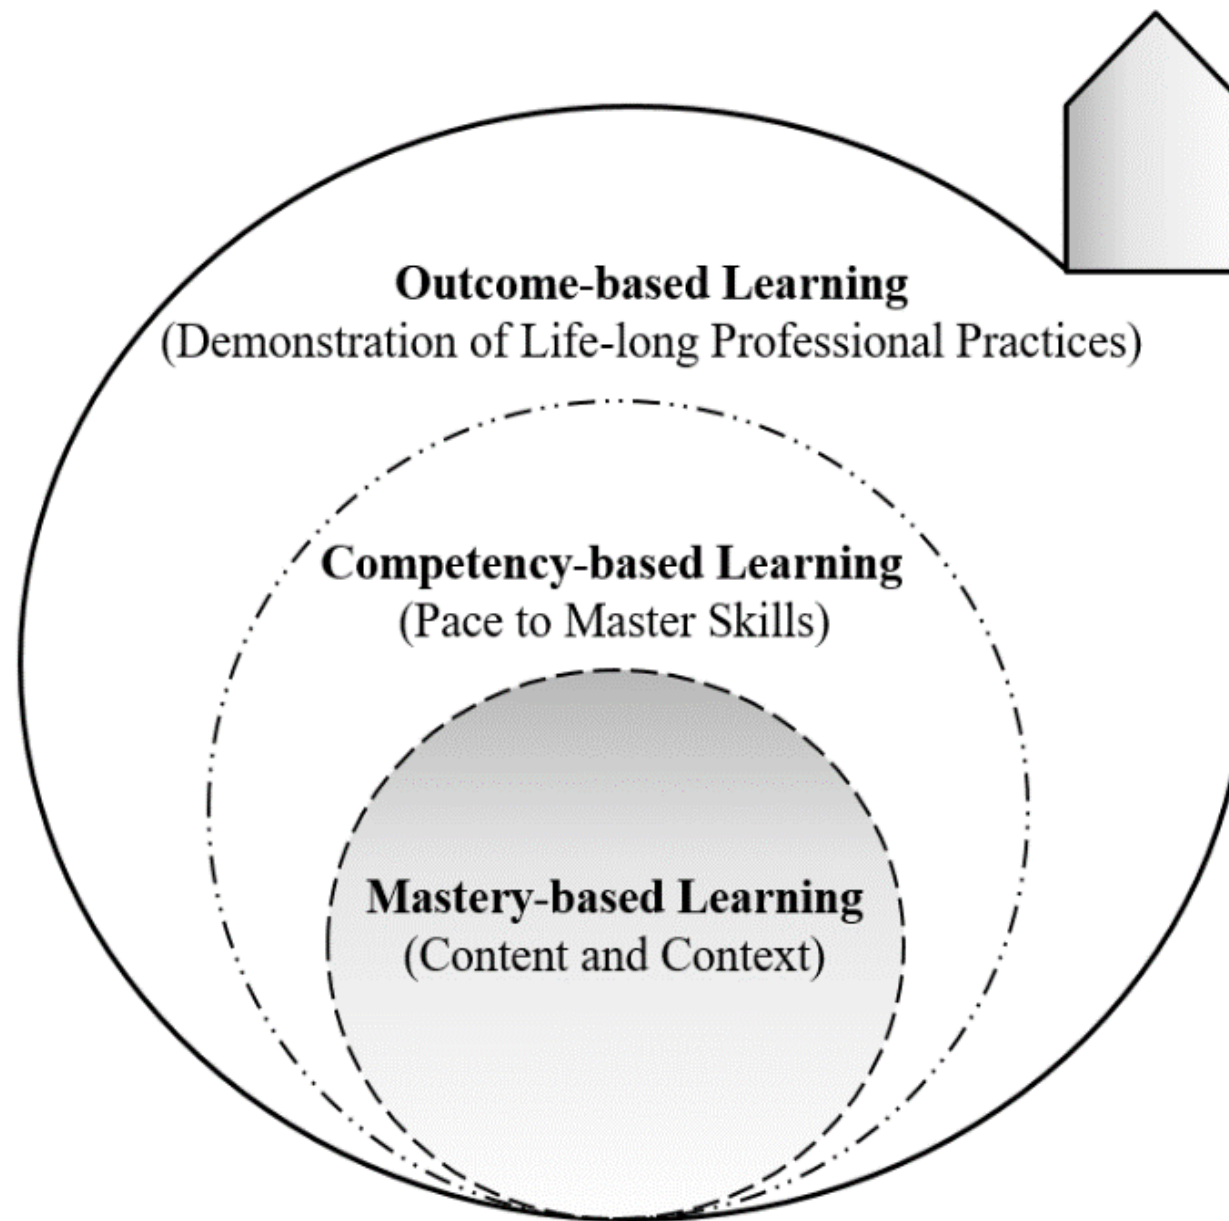 Outcome-based Learning
(Demonstration of Life-long Professional Practices)
Competency-based Learning
(Pace to Master Skills)
Mastery-based Learning
(Content and Context)